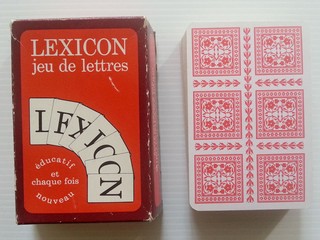 LEXICON
jeu de lettres
LEXICON
éducatif
et
chaque fois
nouveau